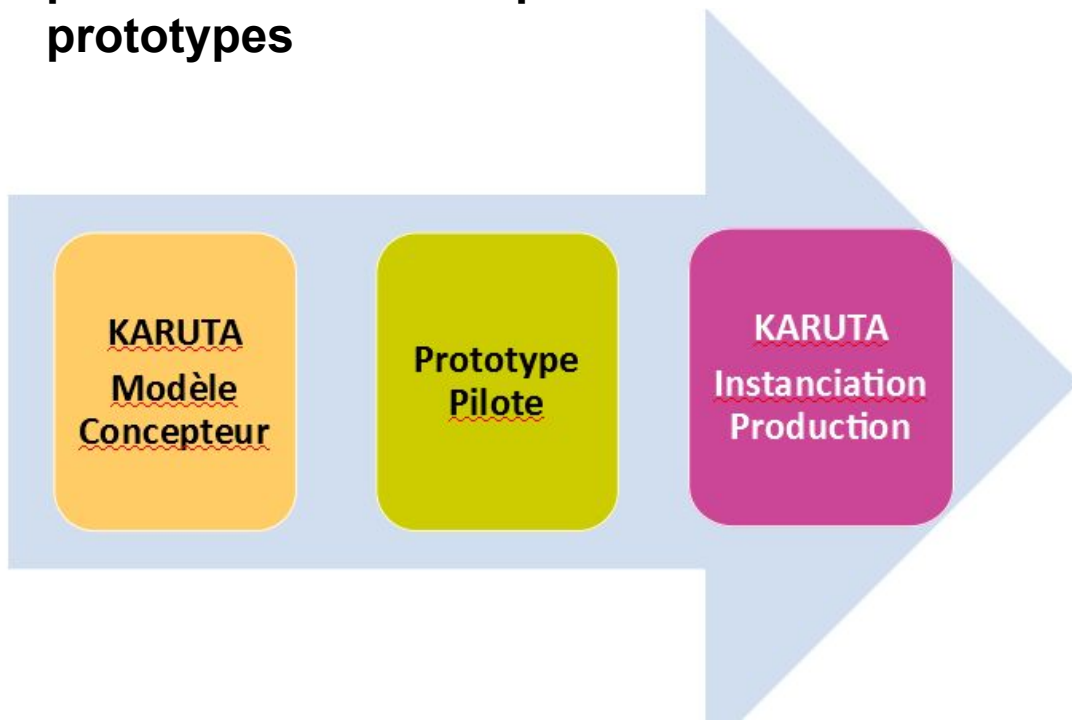 prototypes
KARUTA
Modèle
Concepteur
Prototype
Pilote
KARUTA
Instanciation
Production